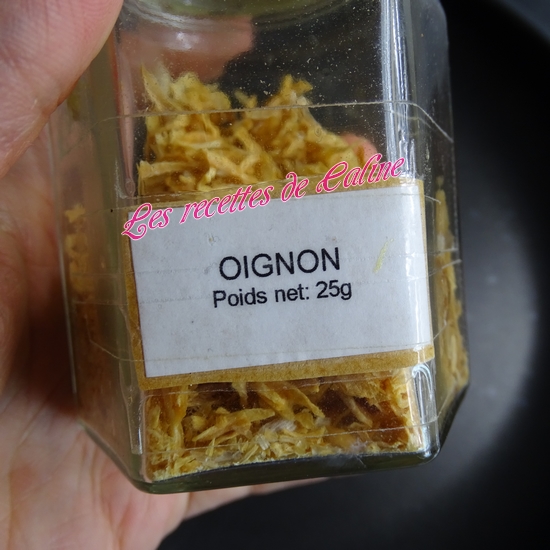 Les recettes de Caline
OIGNON
Poids net: 25g